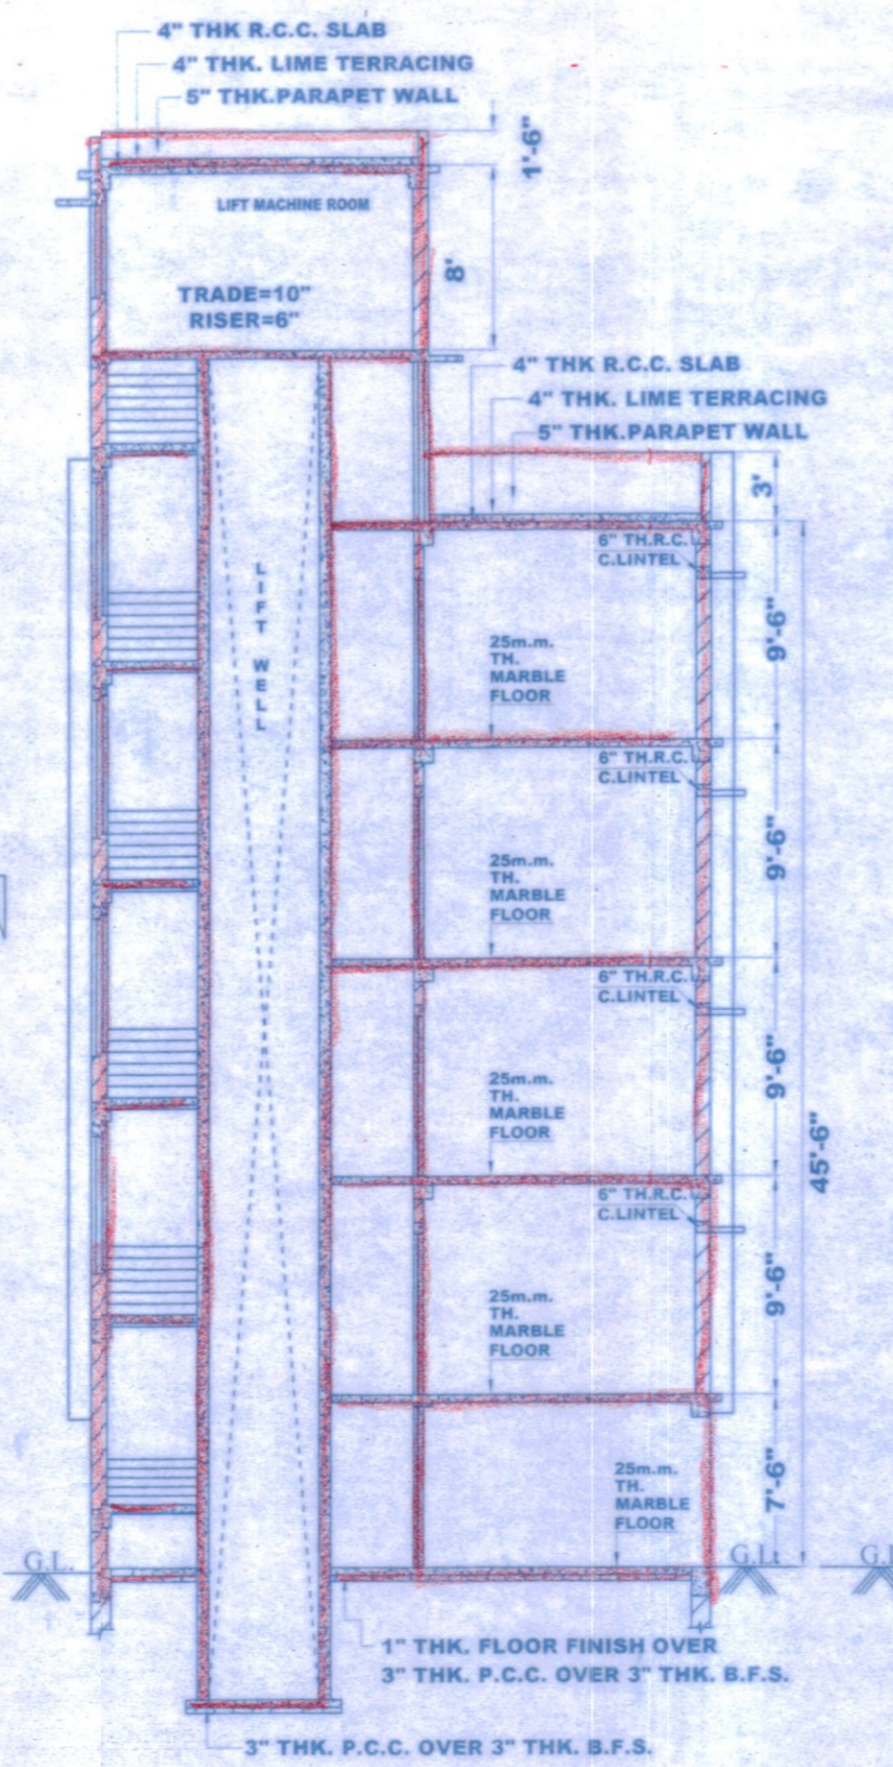 4" THK R.C.C. SLAB
4" THK. LIME TERRACING
5" THK.PARAPET WALL
1'-6"
LIFT MACHINE ROOM
8'
TRADE=10"
RISER=6"
4" THK R.C.C. SLAB
4" THK. LIME TERRACING
5" THK.PARAPET WALL
3'
6" TH.R.C.
C.LINTEL
LIFT WELL
9'-6"
25m.m.
TH.
MARBLE
FLOOR
6" TH.R.C.
C.LINTEL
9'-6"
25m.m.
TH.
MARBLE
FLOOR
6" TH.R.C.
C.LINTEL
9'-6"
25m.m.
TH.
MARBLE
FLOOR
45'-6"
6" TH.R.C.
C.LINTEL
9'-6"
25m.m.
TH.
MARBLE
FLOOR
7'-6"
25m.m.
TH.
MARBLE
FLOOR
G.L.
G.L.
1" THK. FLOOR FINISH OVER
3" THK. P.C.C. OVER 3" THK. B.F.S.
3" THK. P.C.C. OVER 3" THK. B.F.S.